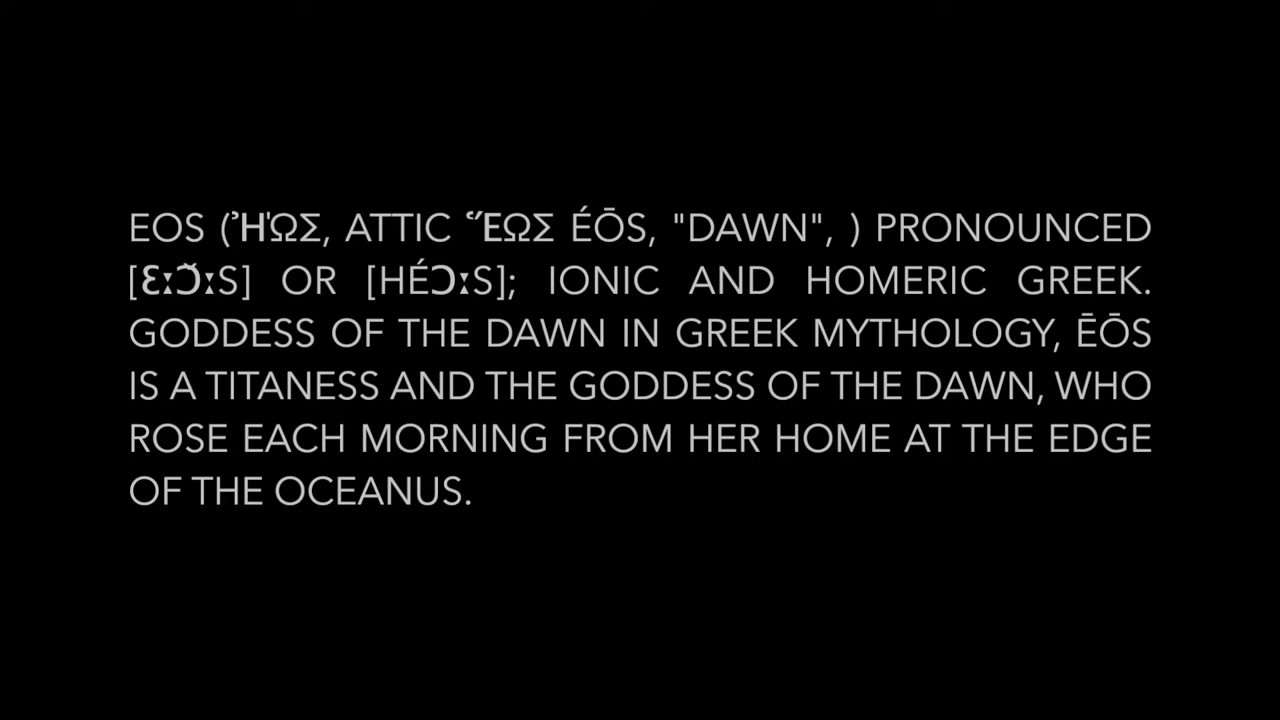 EOS (ἨΏΣ, ATTIC ἝΩΣ ÉŌS, "DAWN", ) PRONOUNCED
[ƐːƆ̌ːS] OR [HÉƆːS]; IONIC AND HOMERIC GREEK.
GODDESS OF THE DAWN IN GREEK MYTHOLOGY, ĒŌS
IS A TITANESS AND THE GODDESS OF THE DAWN, WHO
ROSE EACH MORNING FROM HER HOME AT THE EDGE
OF THE OCEANUS.